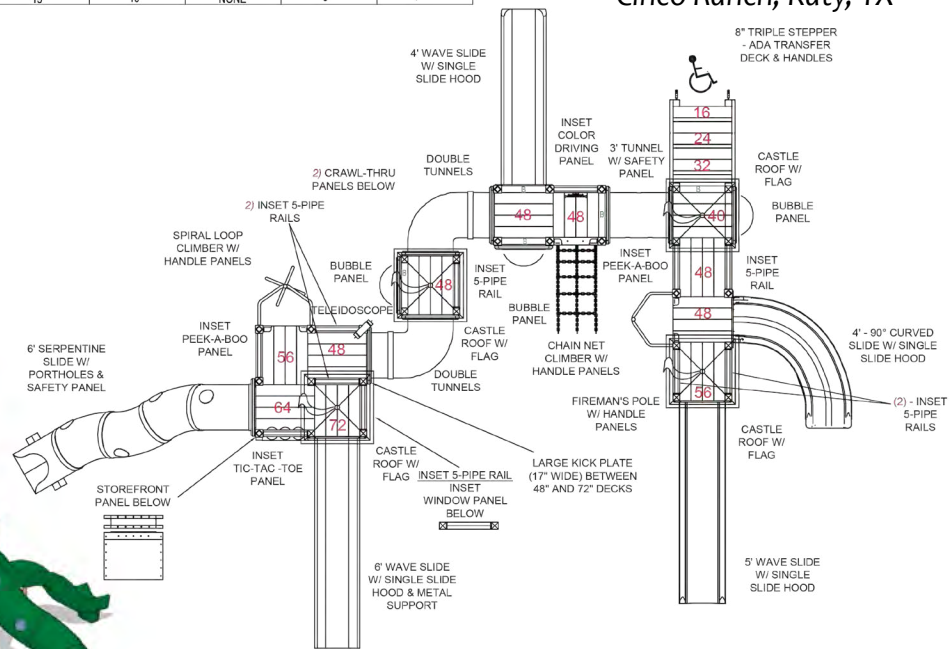 Cinco Ranch, Katy, TX
NONE
8" TRIPLE STEPPER
- ADA TRANSFER
DECK & HANDLES
4' WAVE SLIDE
W/ SINGLE
SLIDE HOOD
16
24
32
INSET
COLOR
DRIVING
PANEL
3' TUNNEL
W/ SAFETY
PANEL
CASTLE
ROOF W/
FLAG
DOUBLE
TUNNELS
2) CRAWL-THRU
PANELS BELOW
2) INSET 5-PIPE
RAILS
48
48
40
BUBBLE
PANEL
SPIRAL LOOP
CLIMBER W/
HANDLE PANELS
BUBBLE
PANEL
48
INSET
5-PIPE
RAIL
INSET
PEEK-A-BOO
PANEL
48
INSET
5-PIPE
RAIL
TELEIDOSCOPE
BUBBLE
PANEL
CASTLE
ROOF W/
FLAG
48
INSET
PEEK-A-BOO
PANEL
56
48
CHAIN NET
CLIMBER W/
HANDLE PANELS
4' - 90° CURVED
SLIDE W/ SINGLE
SLIDE HOOD
6' SERPENTINE
SLIDE W/
PORTHOLES &
SAFETY PANEL
DOUBLE
TUNNELS
64
72
56
FIREMAN'S POLE
W/ HANDLE
PANELS
(2) - INSET
5-PIPE
RAILS
CASTLE
ROOF W/
FLAG
INSET
TIC-TAC -TOE
PANEL
CASTLE
ROOF W/
FLAG
INSET 5-PIPE RAIL
INSET
WINDOW PANEL
BELOW
LARGE KICK PLATE
(17" WIDE) BETWEEN
48" AND 72" DECKS
STOREFRONT
PANEL BELOW
6' WAVE SLIDE
W/ SINGLE SLIDE
HOOD & METAL
SUPPORT
5' WAVE SLIDE
W/ SINGLE
SLIDE HOOD